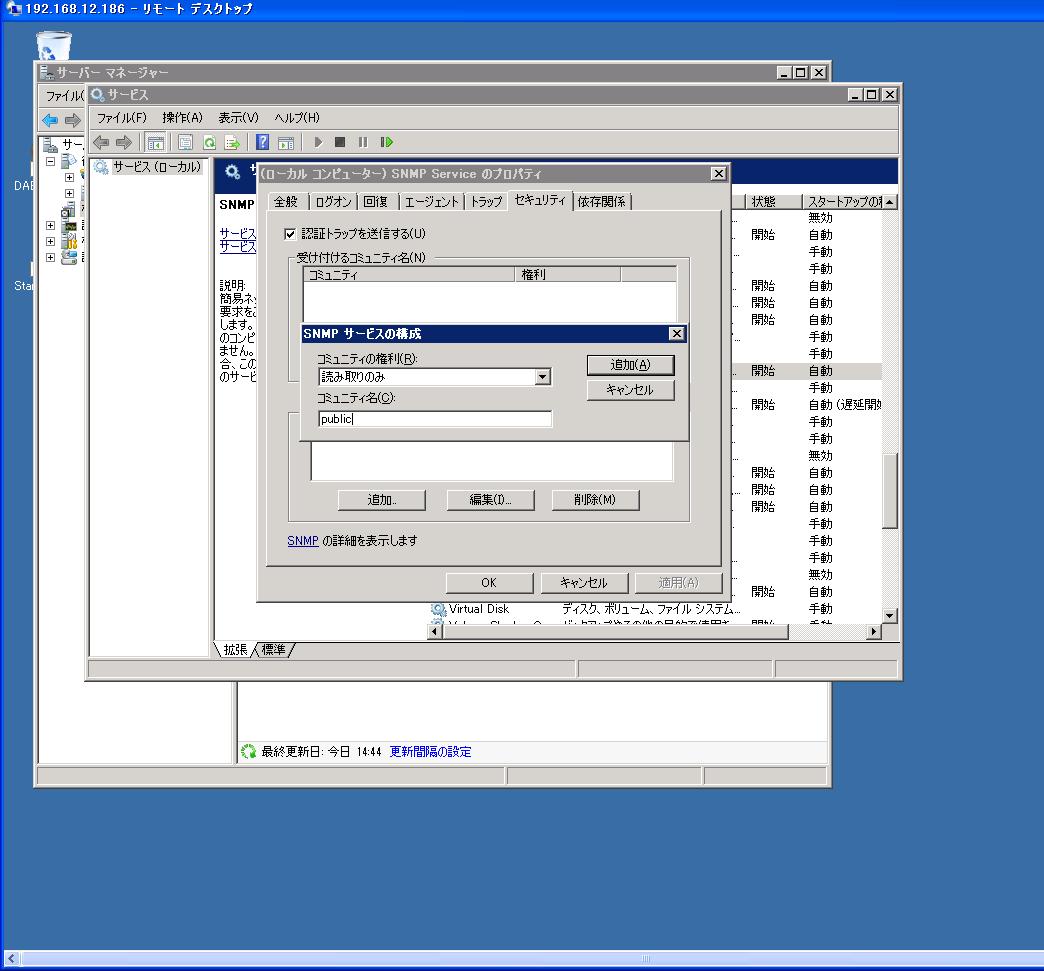 192.168.12.186 - リモート デスクトップ
サーバー マネージャー
ファイル(
サービス
ファイル(F) 操作(A) 表示(V) ヘルプ(H)
サービス (ローカル)
SNMP
サービス
サービス
説明:
簡易ネッ
要求を
します。
のコンピ
ません。
合、この
のサービ
(ローカル コンピューター) SNMP Service のプロパティ
全般 ログオン 回復 エージェント トラップ セキュリティ 依存関係
認証トラップを送信する(U)
受け付けるコミュニティ名(N)
コミュニティ 権利
SNMP サービスの構成
コミュニティの権利(R):
読み取りのみ
コミュニティ名(C):
public
追加(A)
キャンセル
追加... 編集(I)... 削除(M)
SNMP の詳細を表示します
OK キャンセル 適用(A)
状態 スタートアップの種
無効
開始 自動
手動
手動
開始 自動
開始 自動
開始 自動
手動
手動
開始 自動
手動
開始 自動 (遅延開始
手動
手動
無効
開始 自動
開始 自動
開始 自動
手動
手動
手動
無効
開始 自動
Virtual Disk ディスク、ボリューム、ファイル システム... 手動
拡張 標準
最終更新日: 今日 14:44 更新間隔の設定